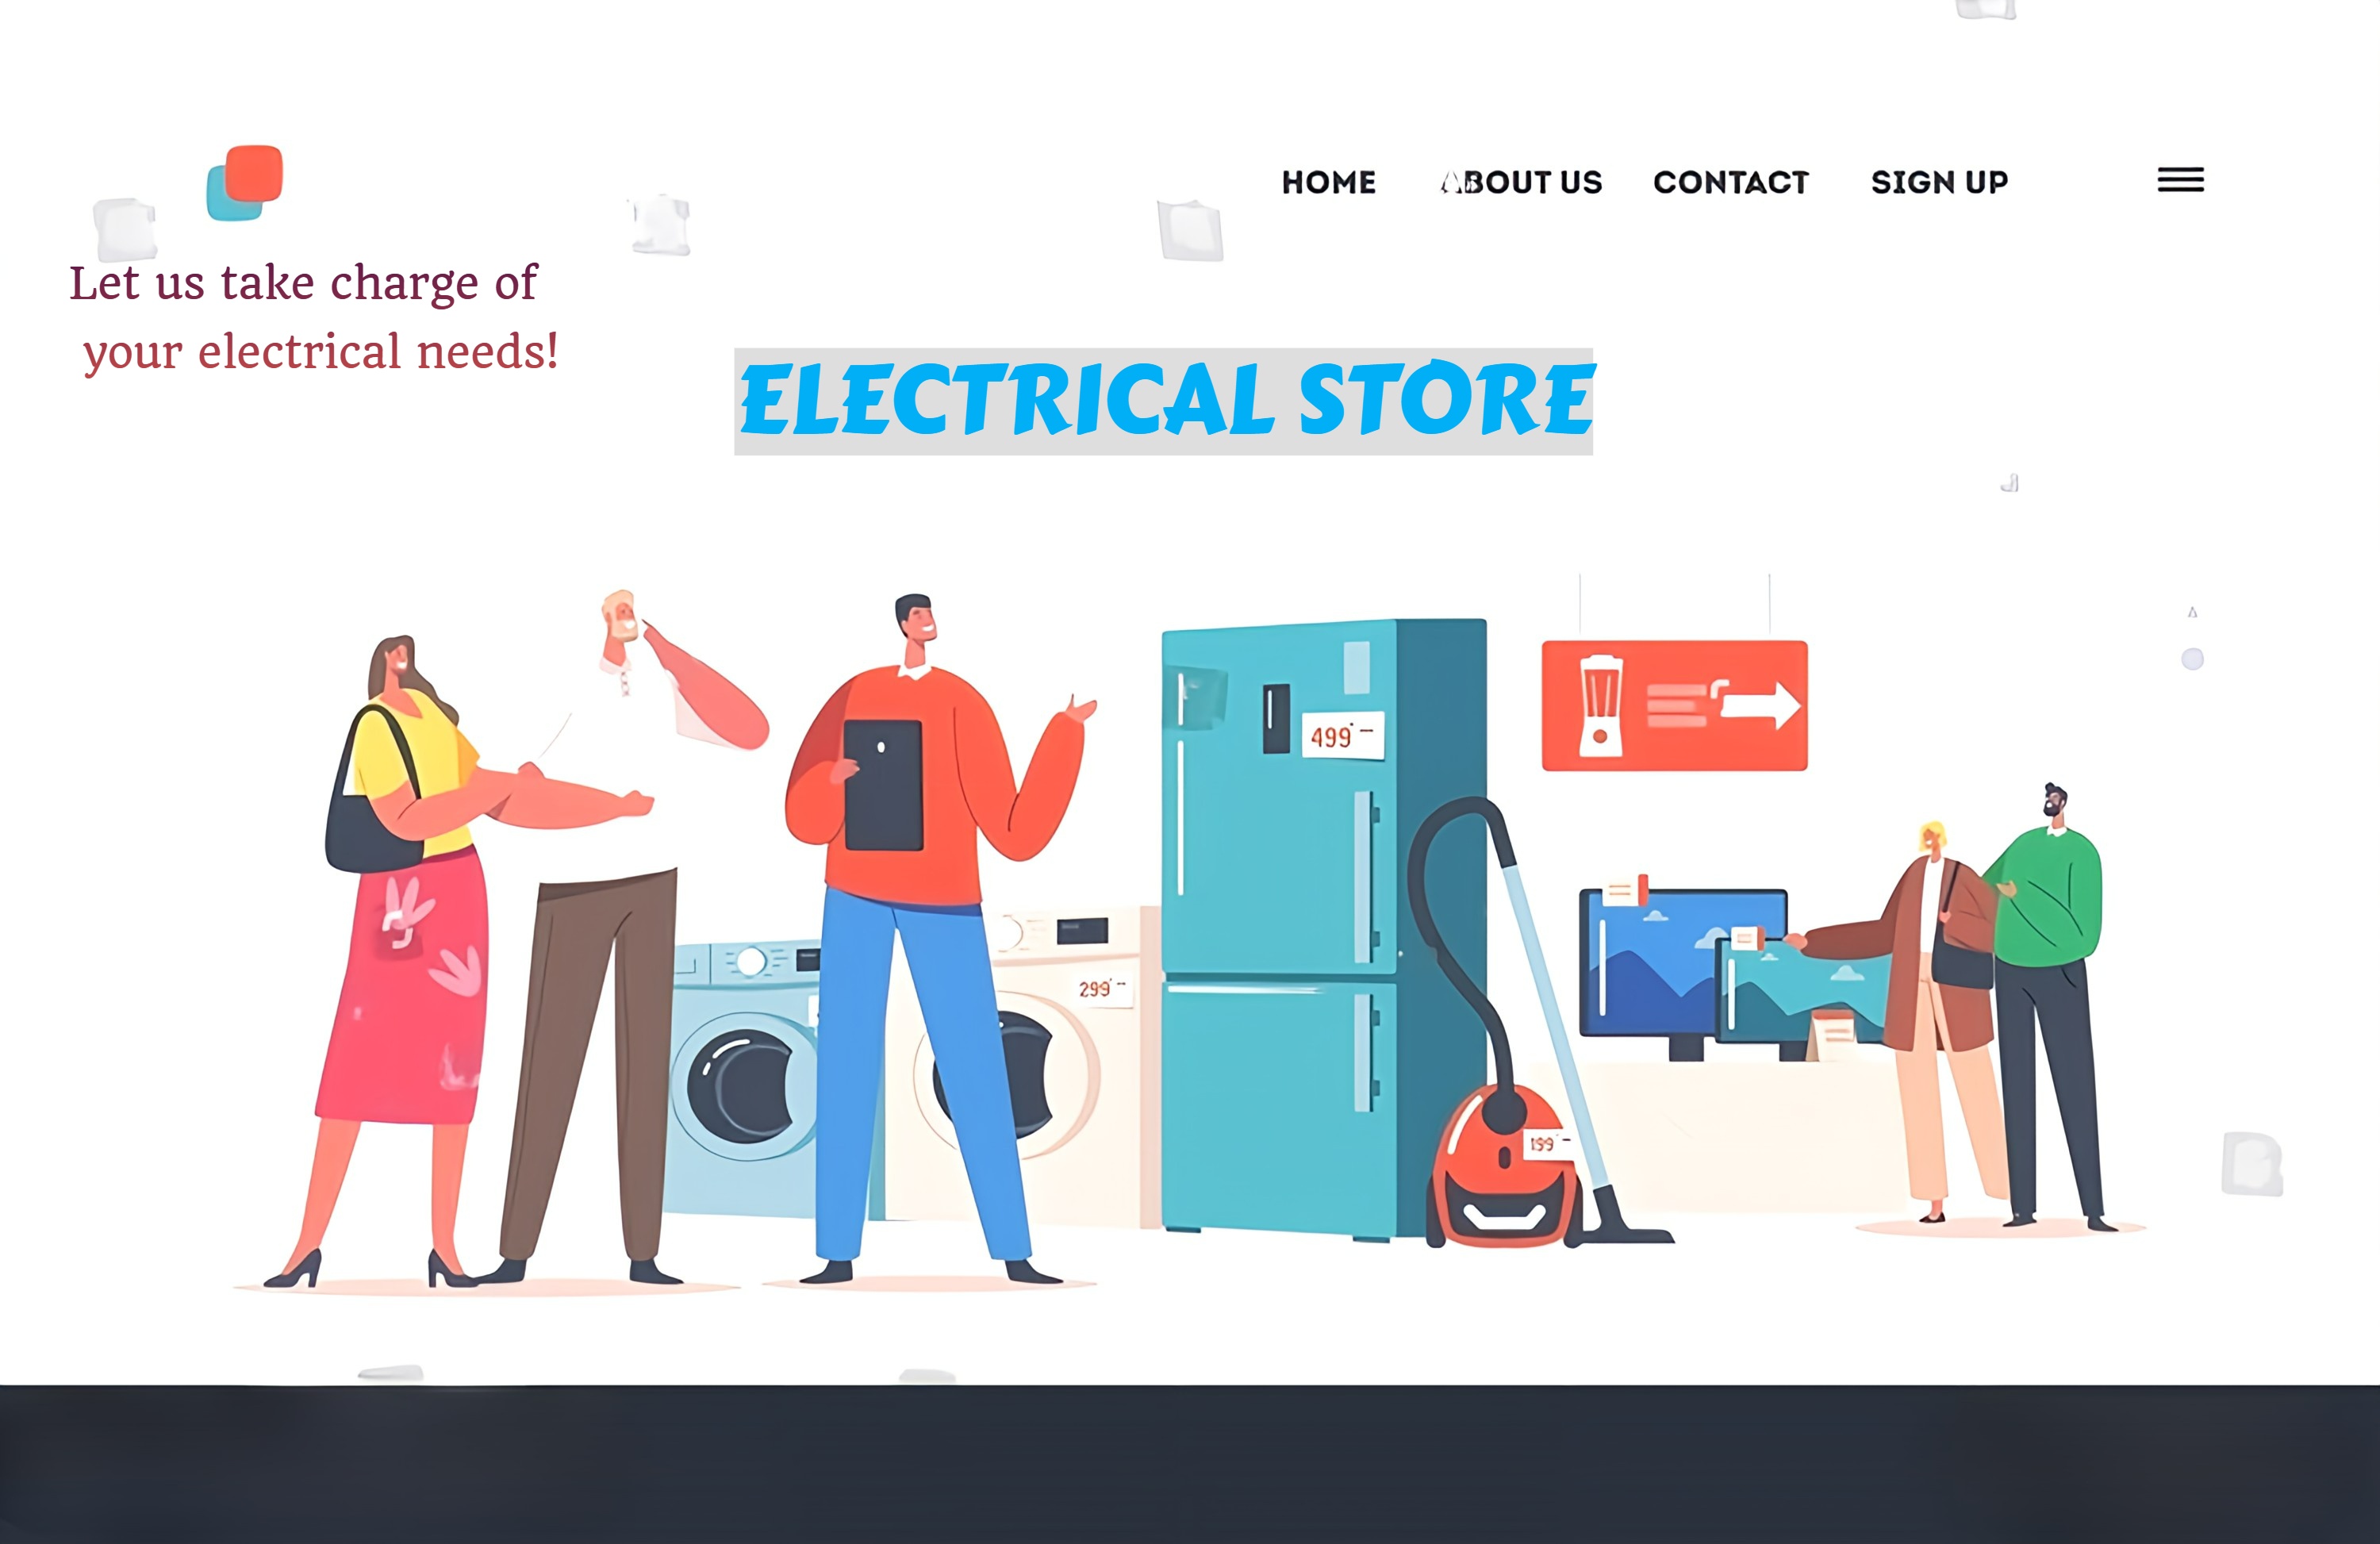 HOME ABOUT US CONTACT SIGN UP
Let us take charge of
your electrical needs!
ELECTRICAL STORE
499
299
199